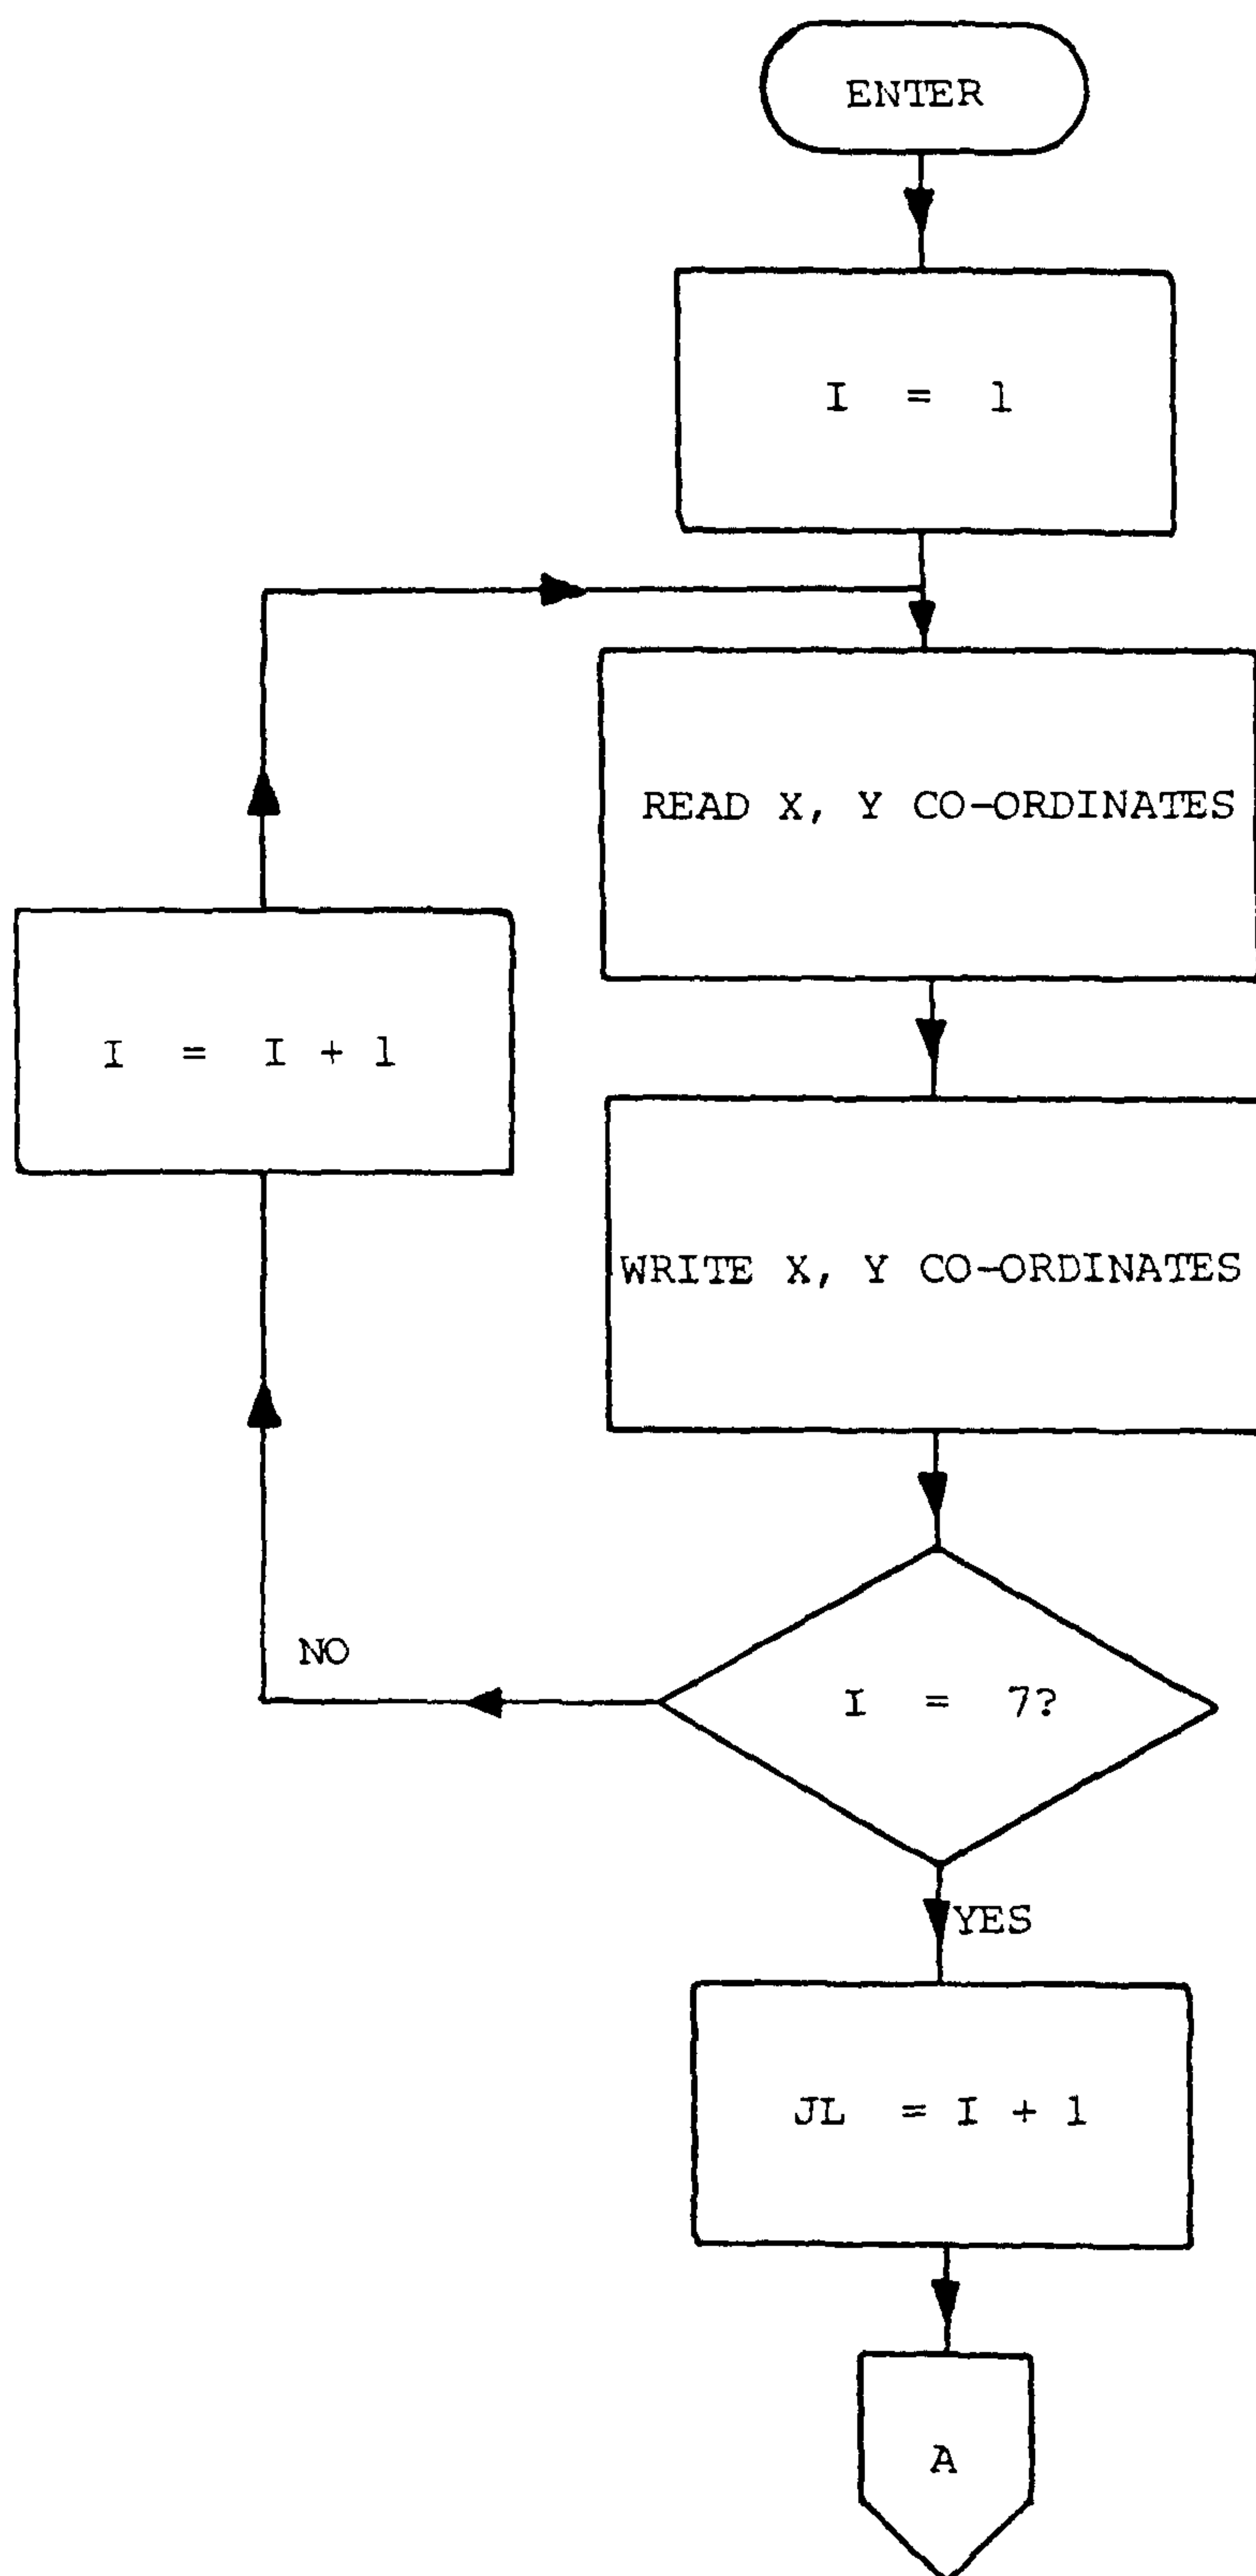 ENTER
I = 1
READ X, Y CO-ORDINATES
I = I + 1
WRITE X, Y CO-ORDINATES
NO
I = 7?
YES
JL = I + 1
A